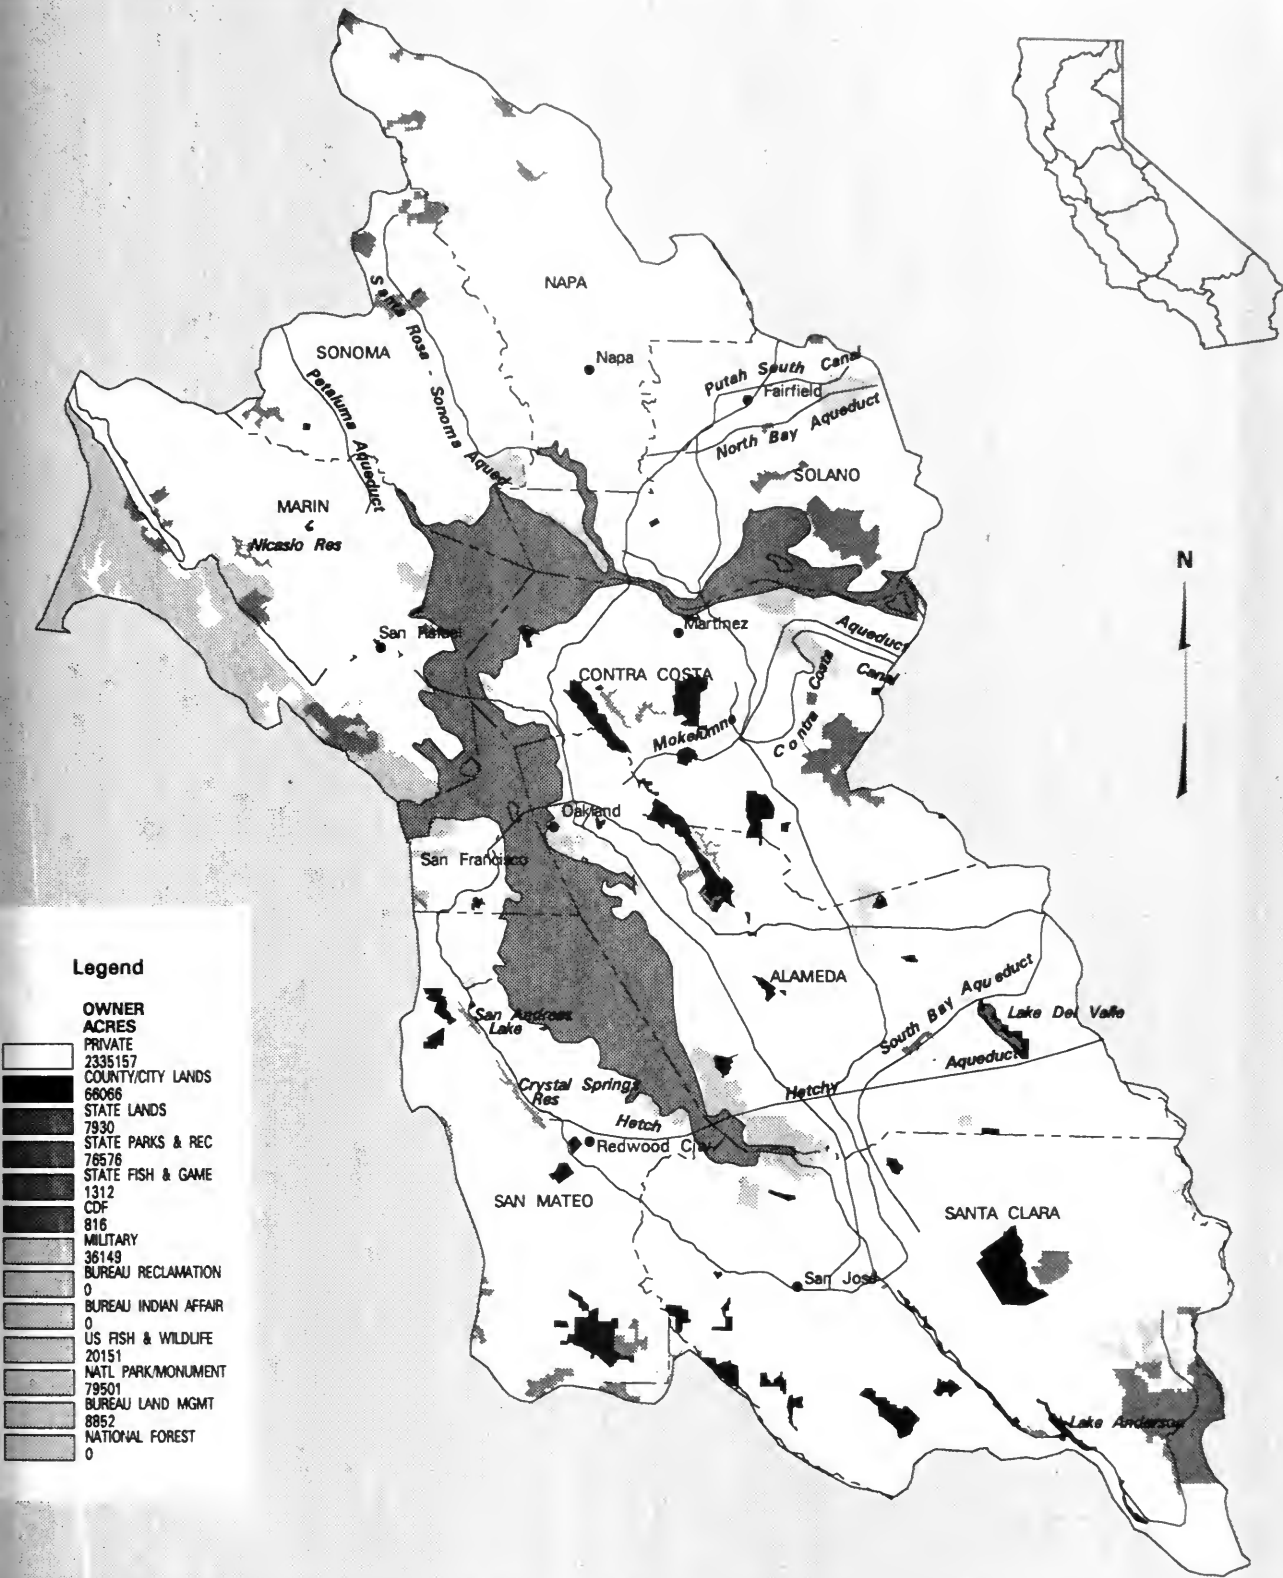 NAPA
Santa Rosa - Sonoma Aqued
SONOMA
Napa
Putah South Canal
Fairfield
Petaluma Aqueduct
North Bay Aqueduct
SOLANO
MARIN
Nicasio Res
N
San Rafael
Martinez
Aqueduct
CONTRA COSTA
Contra Costa Canal
Mokelumne
Oakland
San Francisco
ALAMEDA
South Bay Aqueduct
Lake Del Valle
San Andreas
Lake
Crystal Springs
Res
Hetch Hetchy Aqueduct
Redwood City
SAN MATEO
SANTA CLARA
San José
Lake Anderson
Legend
OWNER
ACRES
PRIVATE
2335157
COUNTY/CITY LANDS
66066
STATE LANDS
7930
STATE PARKS & REC
76576
STATE FISH & GAME
1312
CDF
816
MILITARY
36149
BUREAU RECLAMATION
0
BUREAU INDIAN AFFAIR
0
US FISH & WILDLIFE
20151
NATL PARK/MONUMENT
79501
BUREAU LAND MGMT
8852
NATIONAL FOREST
0